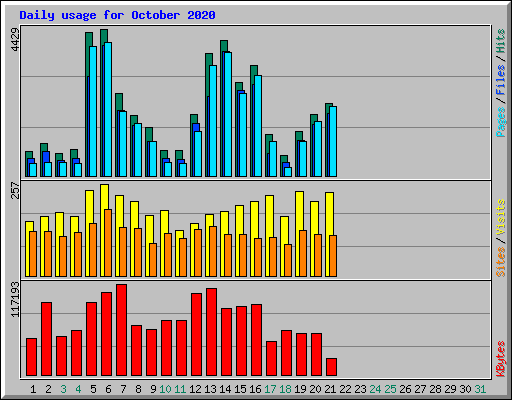 Daily usage for October 2020
4429
Pages / Files / Hits
257
Sites / Visits
117193
KBytes
1 2 3 4 5 6 7 8 9 10 11 12 13 14 15 16 17 18 19 20 21 22 23 24 25 26 27 28 29 30 31